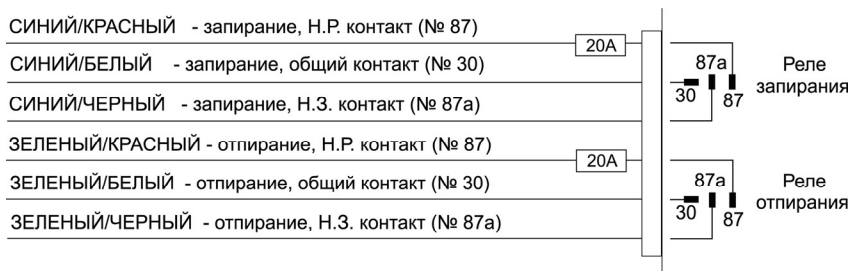 СИНИЙ/КРАСНЫЙ - запирание, Н.Р. контакт (№ 87)
20А
СИНИЙ/БЕЛЫЙ - запирание, общий контакт (№ 30)
87а
Реле
запирания
30
87
СИНИЙ/ЧЕРНЫЙ - запирание, Н.З. контакт (№ 87а)
ЗЕЛЕНЫЙ/КРАСНЫЙ - отпирание, Н.Р. контакт (№ 87)
20А
ЗЕЛЕНЫЙ/БЕЛЫЙ - отпирание, общий контакт (№ 30)
87а
Реле
отпирания
30
87
ЗЕЛЕНЫЙ/ЧЕРНЫЙ - отпирание, Н.З. контакт (№ 87а)